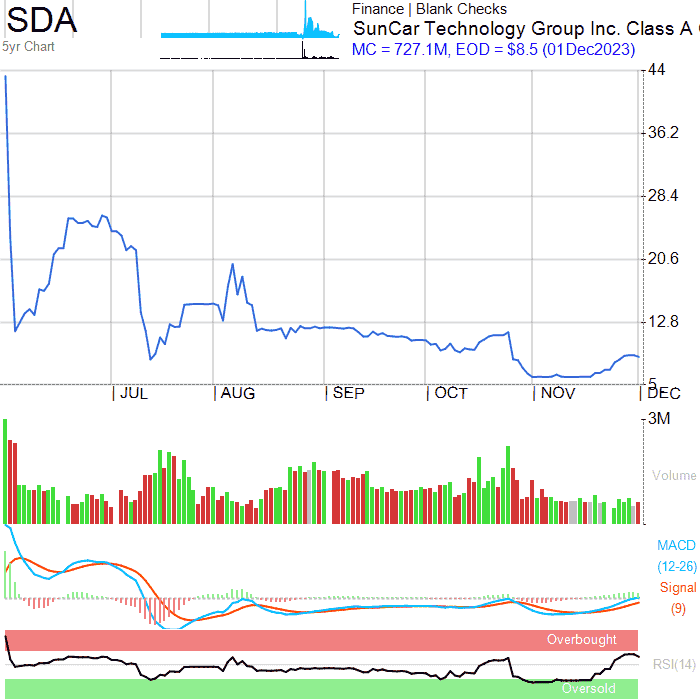 SDA
5yr Chart
Finance | Blank Checks
SunCar Technology Group Inc. Class A
MC = 727.1M, EOD = $8.5 (01Dec2023)
44
36.2
28.4
20.6
12.8
5
| JUL | AUG | SEP | OCT | NOV | DEC
3M
Volume
MACD
(12-26)
Signal
(9)
Overbought
RSI(14)
Oversold